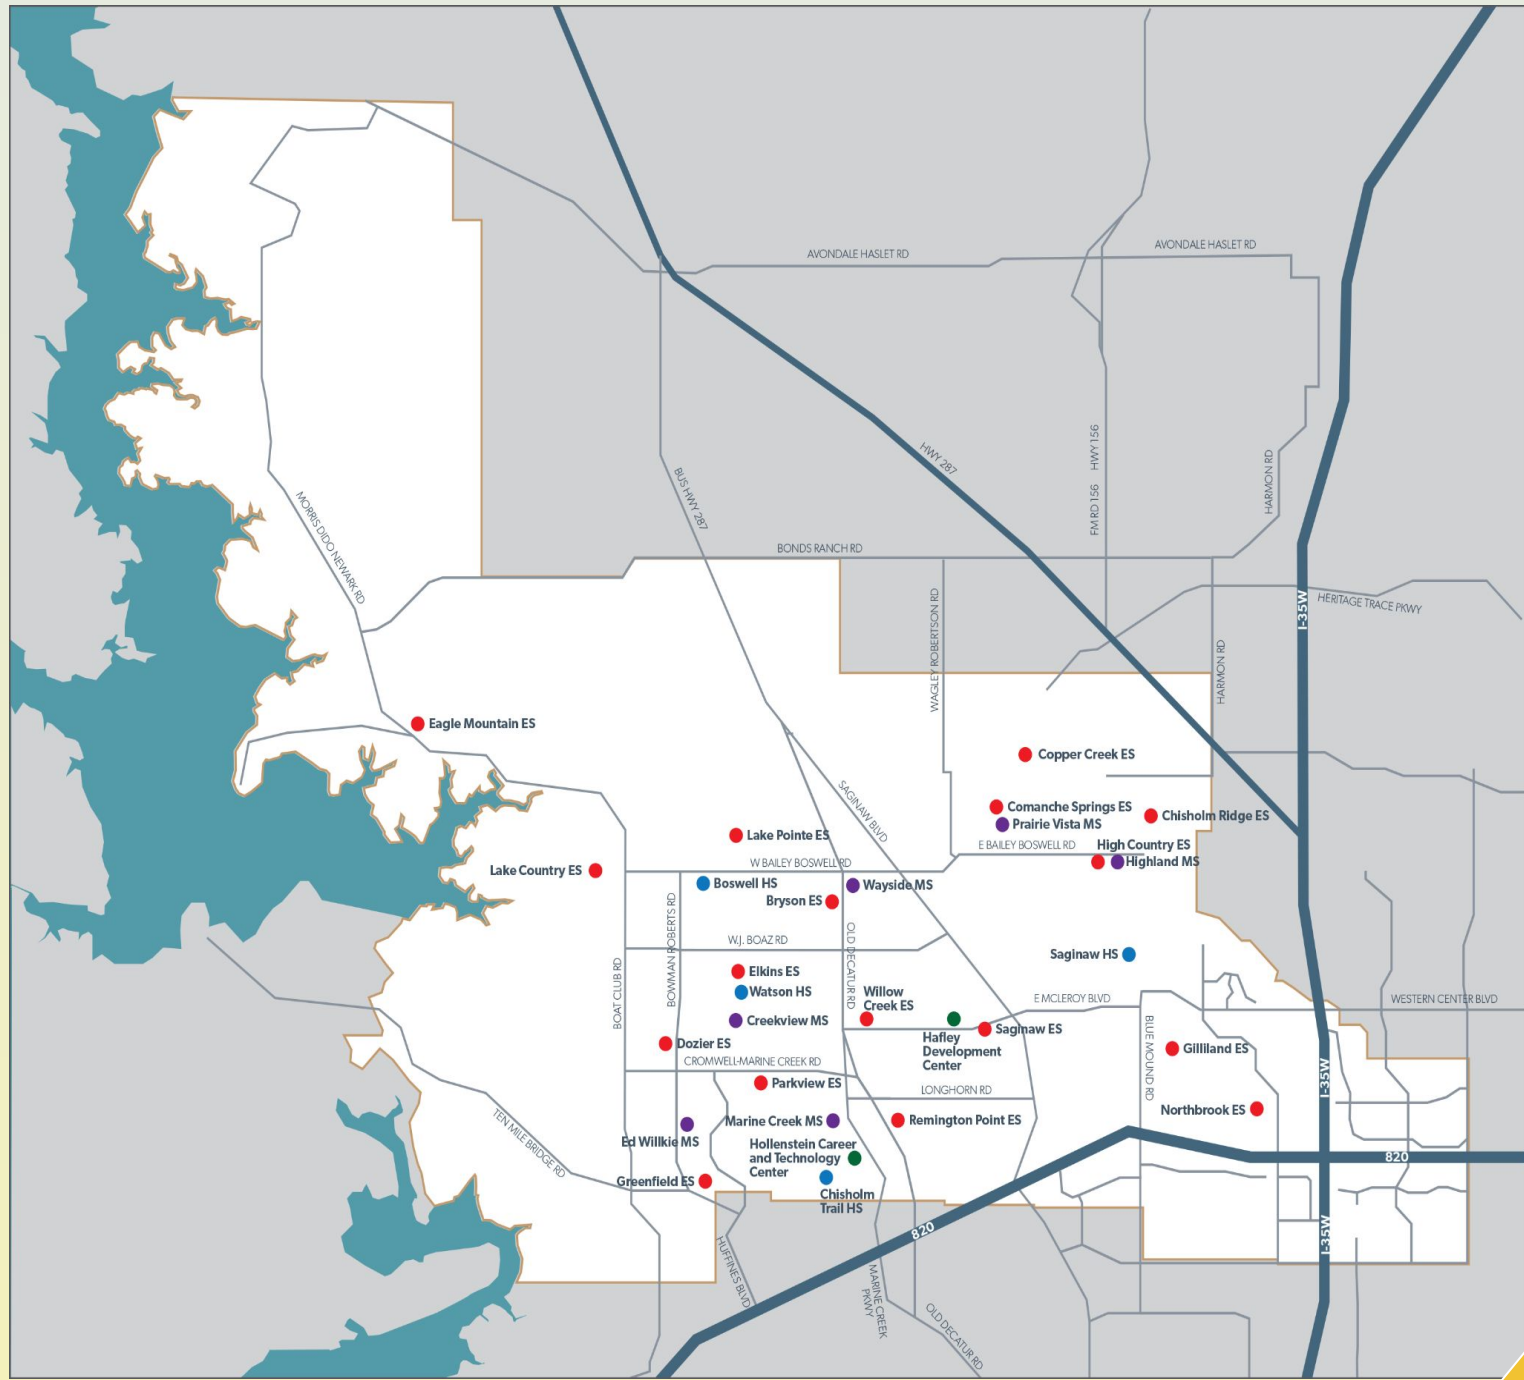 AVONDALE HASLET RD
AVONDALE HASLET RD
HWY 287
HWY 156
FM RD 156
HARMON RD
BUS HWY 287
MORRIS DIDO NEWARK RD
BONDS RANCH RD
I-35W
HERITAGE TRACE PKWY
WAGLEY ROBERTSON RD
HARMON RD
Eagle Mountain ES
Copper Creek ES
SAGINAW BLVD
Comanche Springs ES
Chisholm Ridge ES
Prairie Vista MS
Lake Pointe ES
E BAILEY BOSWELL RD
High Country ES
Highland MS
W BAILEY BOSWELL RD
Lake Country ES
Boswell HS
Wayside MS
Bryson ES
BOWMAN ROBERTS RD
W.J. BOAZ RD
OLD DECATUR RD
Saginaw HS
BOAT CLUB RD
Elkins ES
Watson HS
Willow
Creek ES
E MCLEROY BLVD
WESTERN CENTER BLVD
Creekview MS
Saginaw ES
Hafley
Development
Center
BLUE MOUND RD
Dozier ES
Gilliland ES
CROMWELL-MARINE CREEK RD
I-35W
Parkview ES
LONGHORN RD
Northbrook ES
Marine Creek MS
Remington Point ES
TEN MILE BRIDGE RD
Ed Willkie MS
Hollenstein Career
and Technology
Center
820
Greenfield ES
Chisholm
Trail HS
820
I-35W
HUFFINES BLVD
MARINE CREEK
PKWY
OLD DECATUR RD